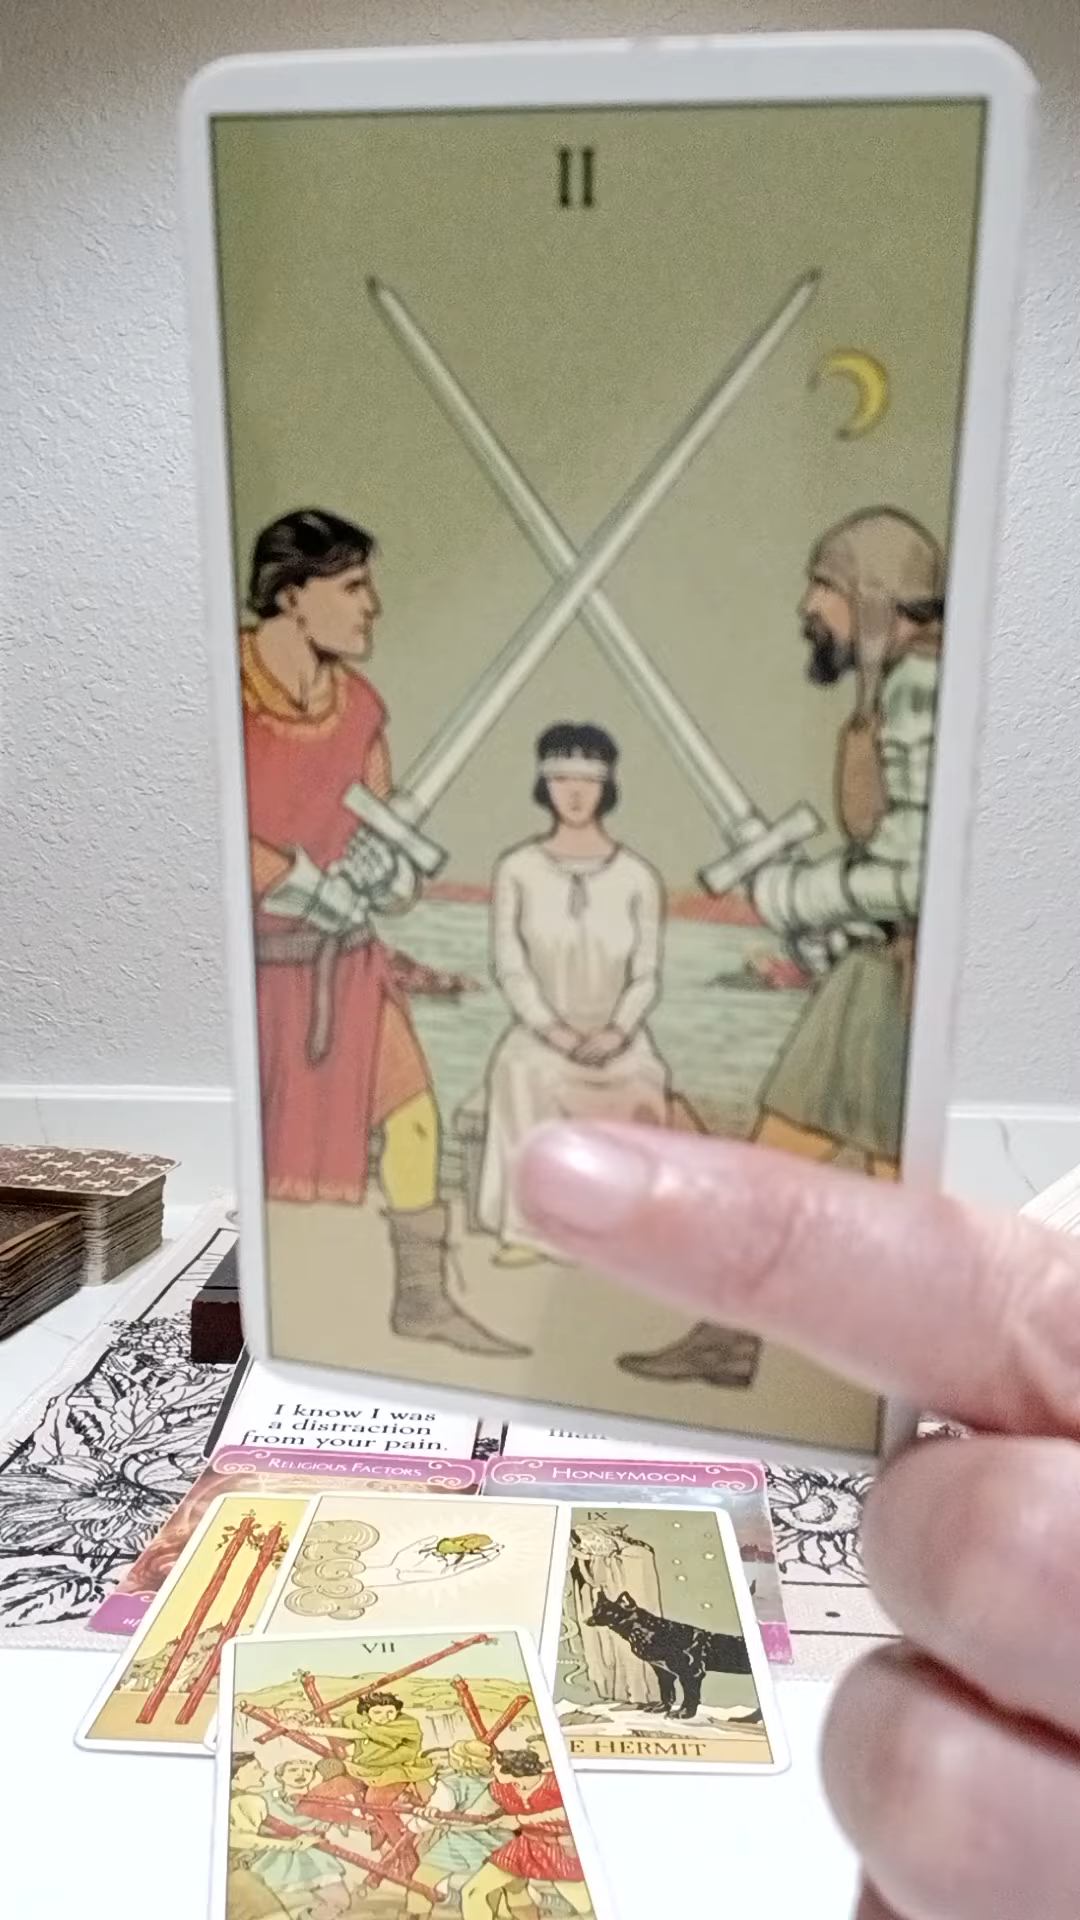 II
I know I was
a distraction
from your pain.
RELIGIOUS FACTORS
HONEYMOON
IX
VII
E HERMIT